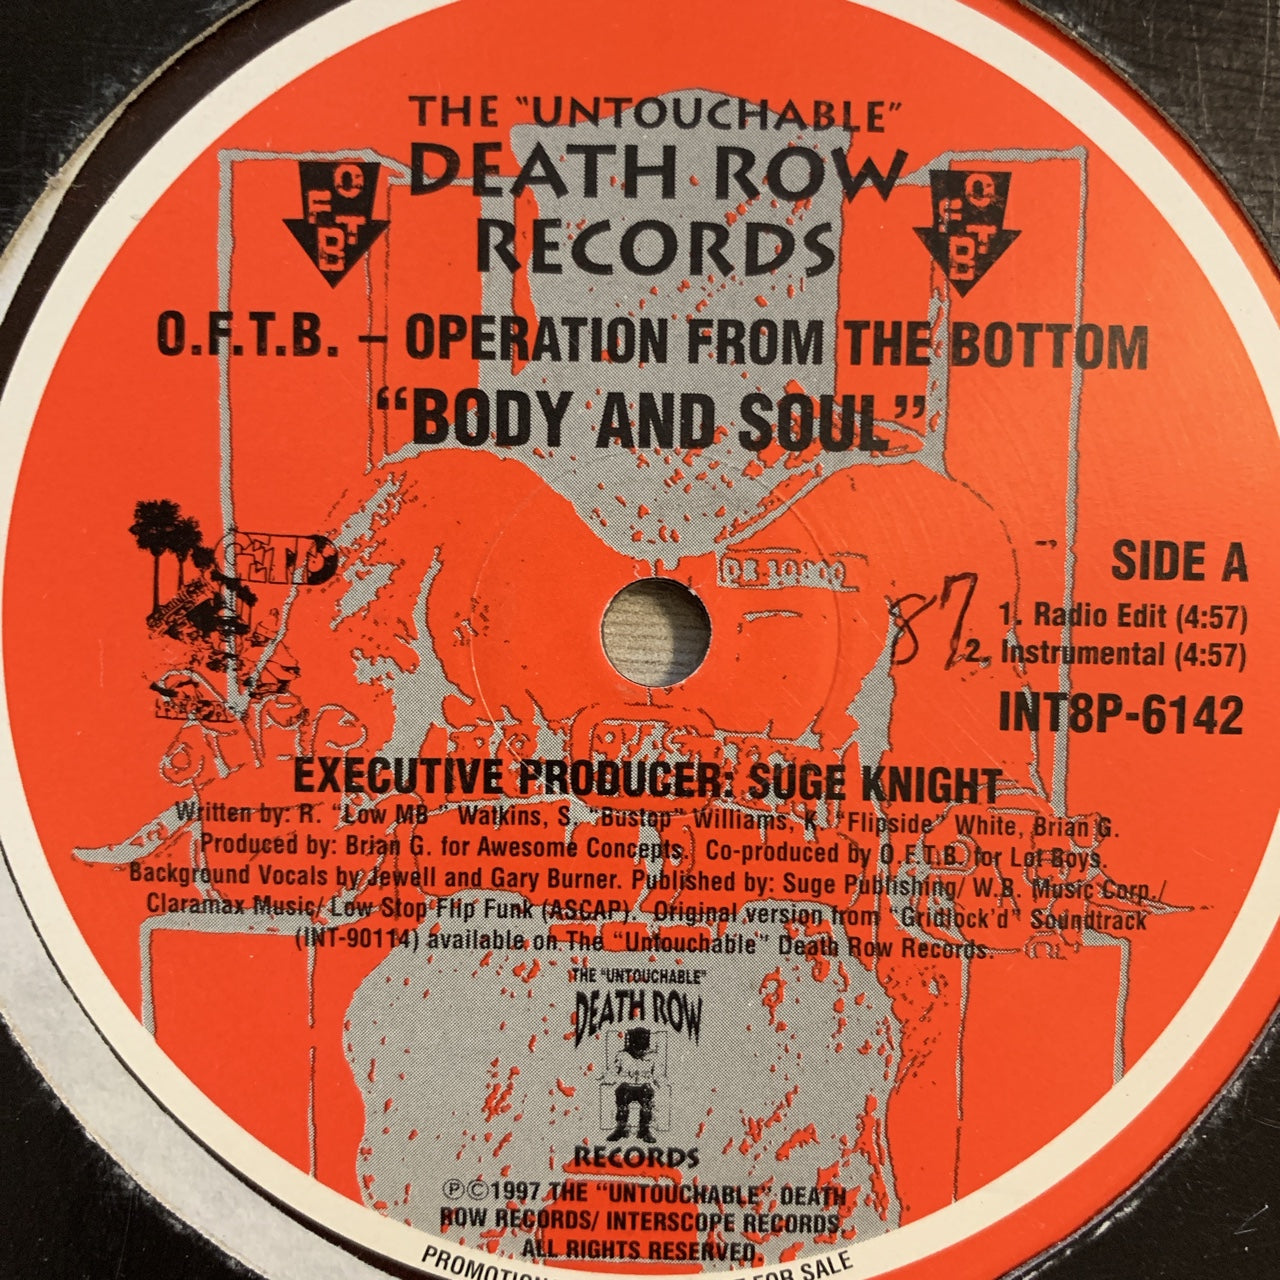 THE "UNTOUCHABLE"
DEATH ROW
RECORDS
O.F.T.B.
O.F.T.B.
O.F.T.B. – OPERATION FROM THE BOTTOM
"BODY AND SOUL"
SIDE A
1. Radio Edit (4:57)
2. Instrumental (4:57)
87
INT8P-6142
EXECUTIVE PRODUCER: SUGE KNIGHT
Written by: R. "Low MB" Watkins, S. "Bustop" Williams, K. "Flipside" White, Brian G.
Produced by: Brian G. for Awesome Concepts. Co-produced by O.F.T.B. for Lot Boys.
Background Vocals by Jewell and Gary Burner. Published by: Suge Publishing/ W.B. Music Corp./
Claramax Music/ Low Stop Flip Funk (ASCAP). Original version from "Gridlock'd" Soundtrack
(INT-90114) available on The "Untouchable" Death Row Records.
THE "UNTOUCHABLE"
DEATH ROW
RECORDS
℗©1997 THE "UNTOUCHABLE" DEATH
ROW RECORDS/ INTERSCOPE RECORDS.
ALL RIGHTS RESERVED.
FOR SALE